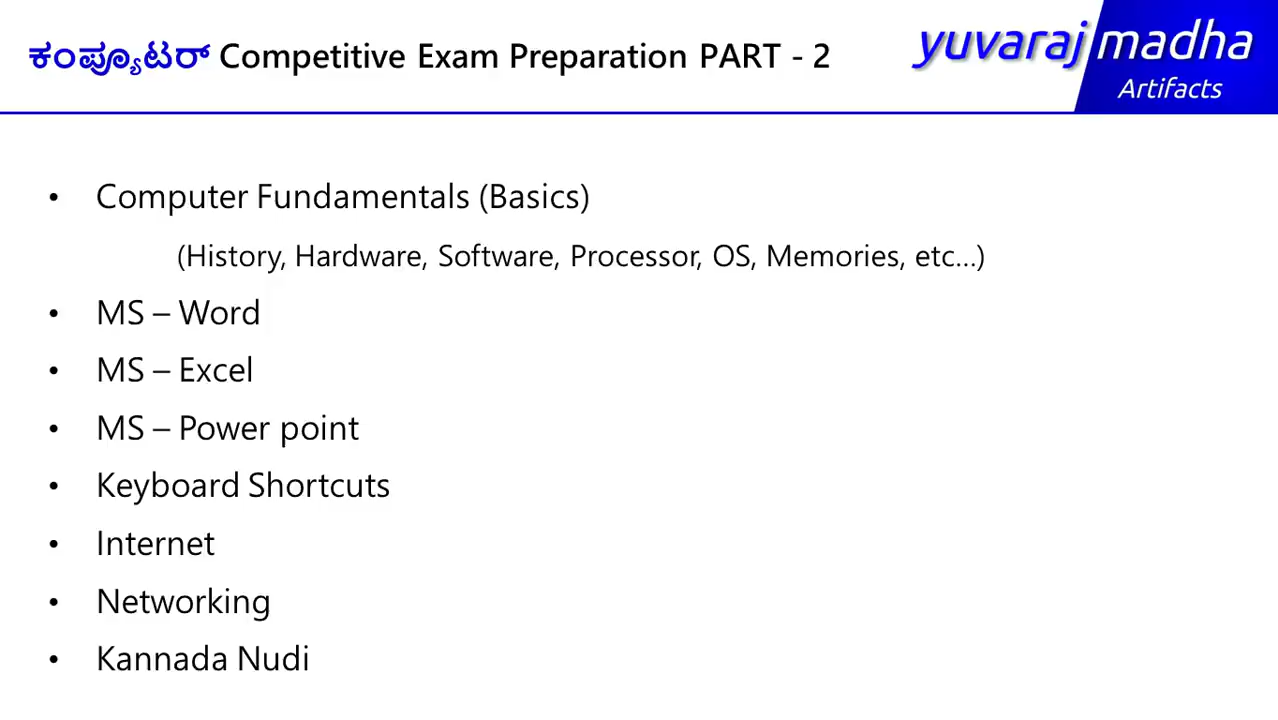 ಕಂಪ್ಯೂಟರ್ Competitive Exam Preparation PART - 2
yuvaraj madha
Artifacts
• Computer Fundamentals (Basics)
(History, Hardware, Software, Processor, OS, Memories, etc...)
• MS – Word
• MS – Excel
• MS – Power point
• Keyboard Shortcuts
• Internet
• Networking
• Kannada Nudi